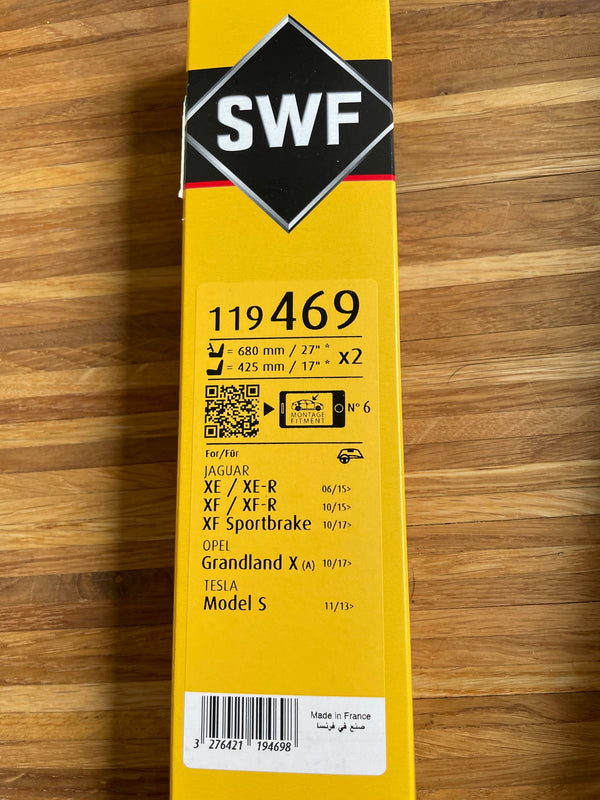 SWF
119 469
= 680 mm / 27" *
= 425 mm / 17" *
x2
MONTAGE
FITMENT
N° 6
For/Für
JAGUAR
XE / XE-R 06/15>
XF / XF-R 10/15>
XF Sportbrake 10/17>
OPEL
Grandland X (A) 10/17>
TESLA
Model S 11/13>
Made in France
صنع في فرنسا
3 276421 194698